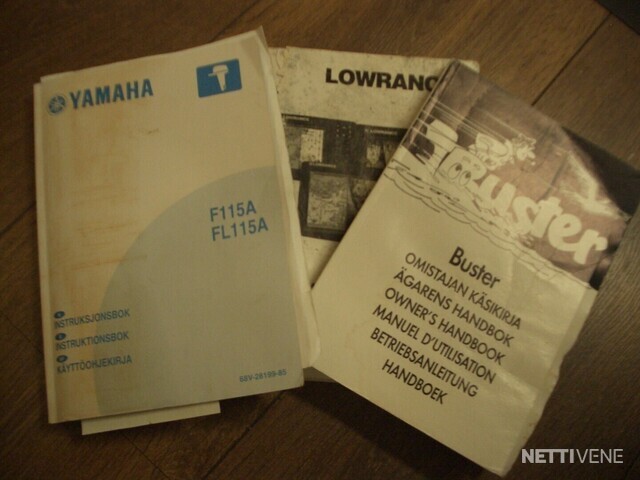 YAMAHA
F115A
FL115A
INSTRUKSJONSBOK
INSTRUKTIONSBOK
KÄYTTÖOHJEKIRJA
LOWRANC
Buster
Buster
OMISTAJAN KÄSIKIRJA
ÄGARENS HANDBOK
OWNER'S HANDBOOK
MANUEL D'UTILISATION
BETRIEBSANLEITUNG
HANDBOEK
NETTIVENE